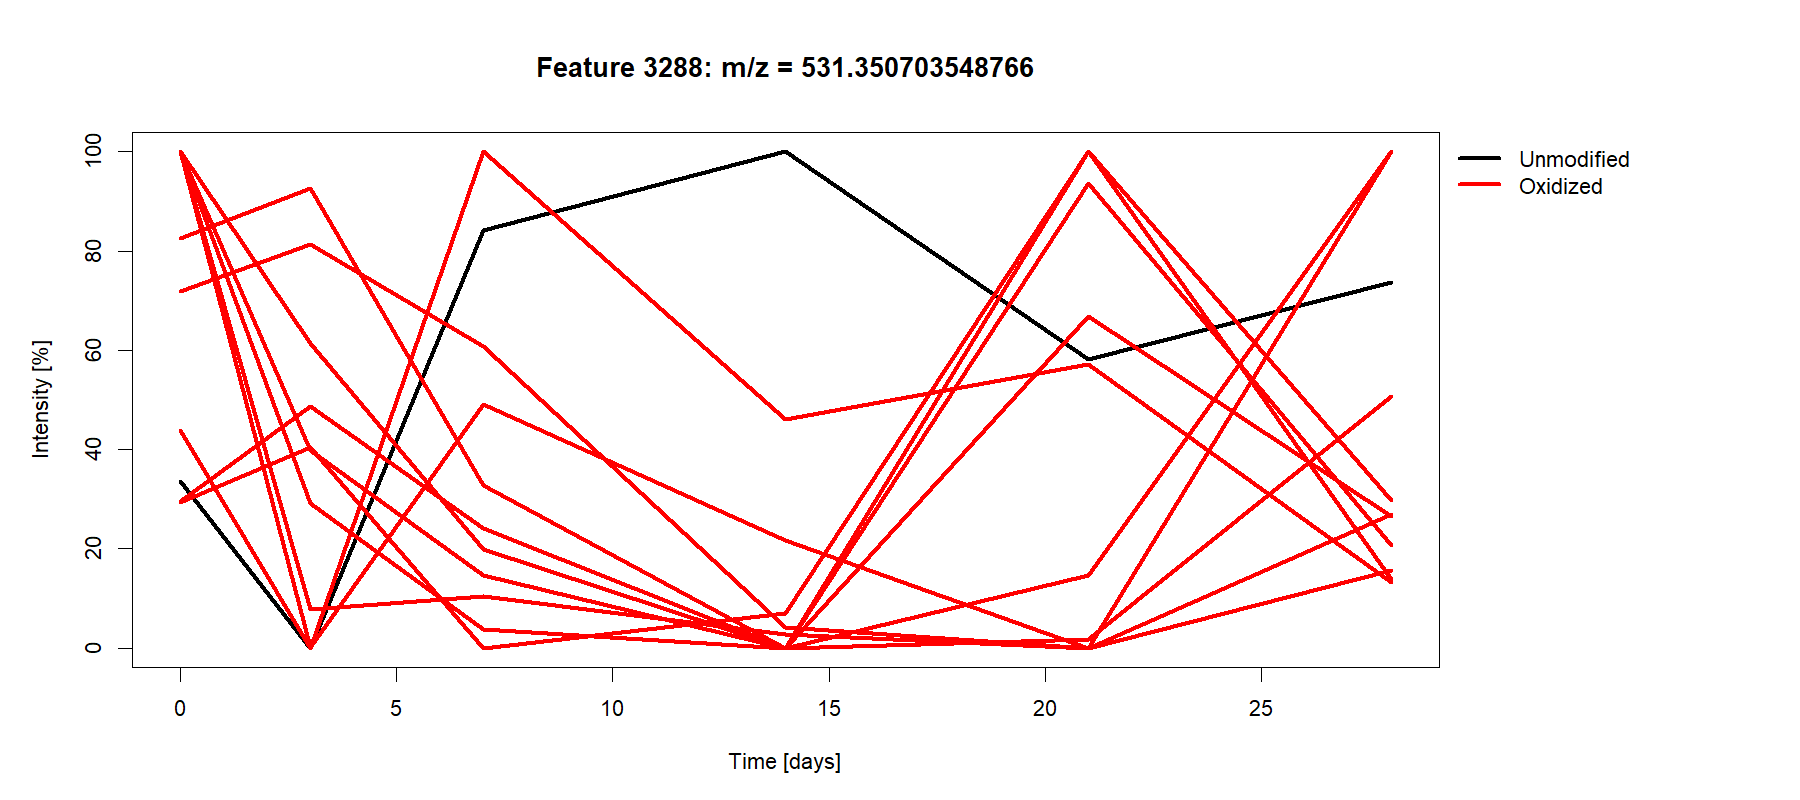 Feature 3288: m/z = 531.350703548766
100
80
60
40
20
0
Intensity [%]
0 5 10 15 20 25
Time [days]
Unmodified
Oxidized